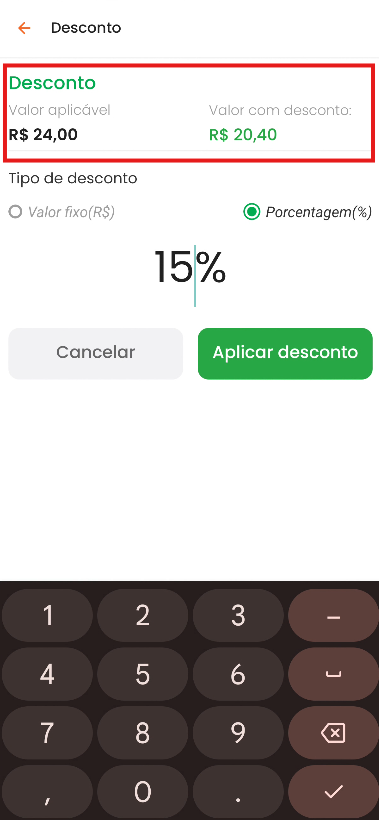 Desconto
Desconto
Valor aplicável Valor com desconto:
R$ 24,00 R$ 20,40
Tipo de desconto
Valor fixo(R$) Porcentagem(%)
15%
Cancelar Aplicar desconto
1 2 3 –
4 5 6
7 8 9
, 0 .